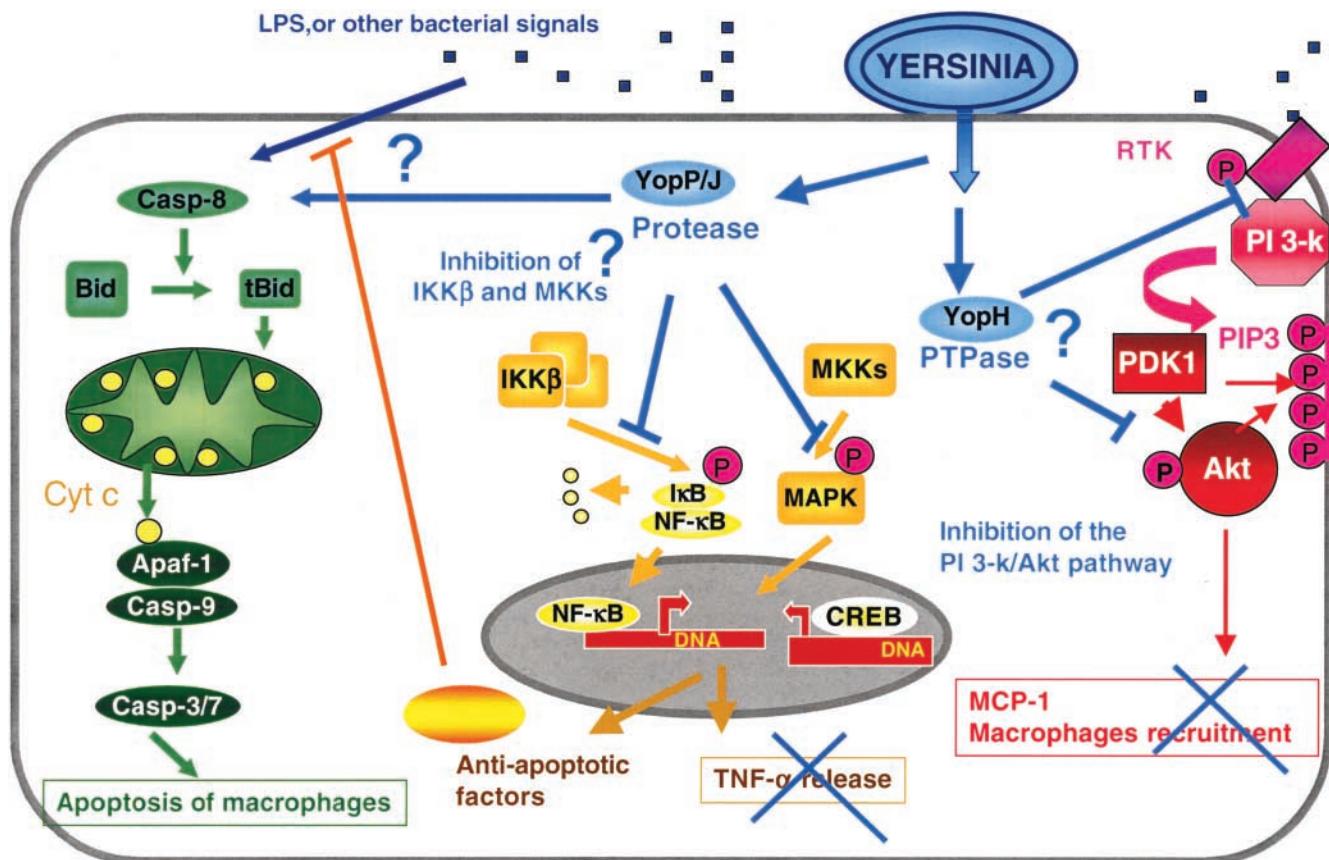 LPS,or other bacterial signals
YERSINIA
RTK
P
?
YopP/J
Casp-8
Protease
PI 3-k
Inhibition of ?
IKKβ and MKKs
Bid
tBid
YopH
?
PTPase
PIP3
P
P
P
P
PDK1
IKKβ
MKKs
P
P
P
Akt
Cyt c
IκB
NF-κB
MAPK
Inhibition of the
PI 3-k/Akt pathway
Apaf-1
Casp-9
NF-κB
DNA
CREB
DNA
Casp-3/7
MCP-1
Macrophages recruitment
Anti-apoptotic
factors
TNF-α release
Apoptosis of macrophages